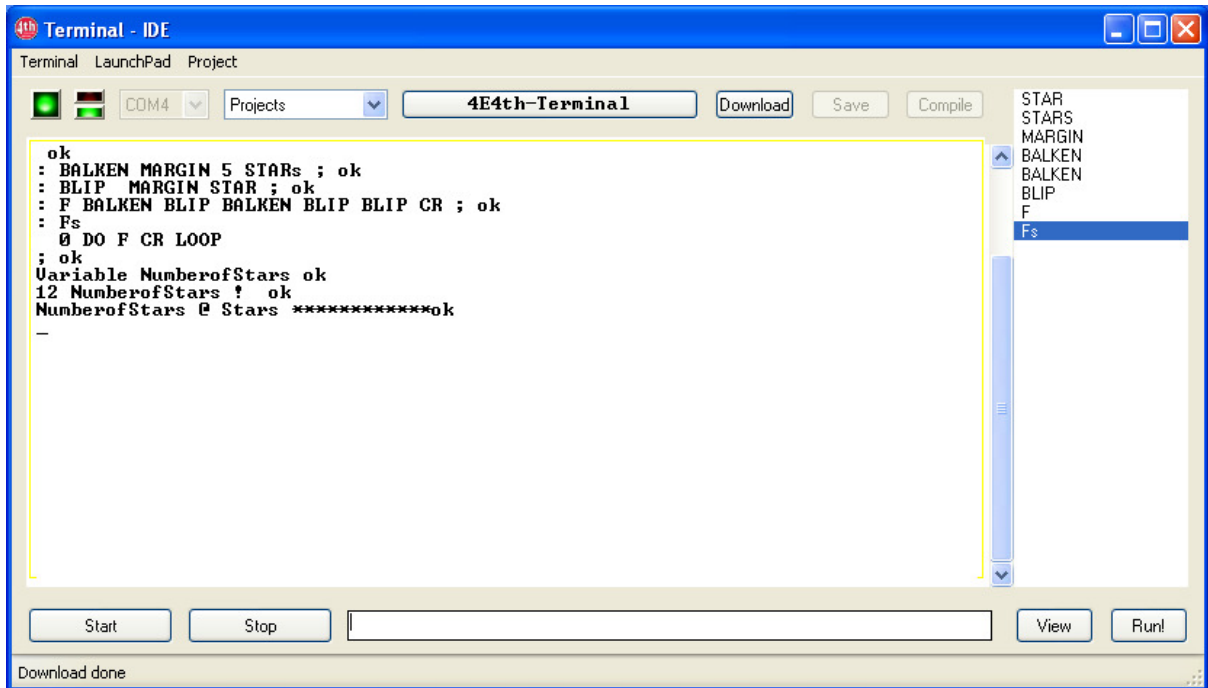 4th Terminal - IDE
Terminal LaunchPad Project
COM4 Projects 4E4th-Terminal Download Save Compile
ok
: BALKEN MARGIN 5 STARs ; ok
: BLIP  MARGIN STAR ; ok
: F BALKEN BLIP BALKEN BLIP BLIP CR ; ok
: Fs
0 DO F CR LOOP
; ok
Variable NumberofStars ok
12 NumberofStars !  ok
NumberofStars @ Stars ************ok
_
STAR
STARS
MARGIN
BALKEN
BALKEN
BLIP
F
Fs
Start Stop View Run!
Download done